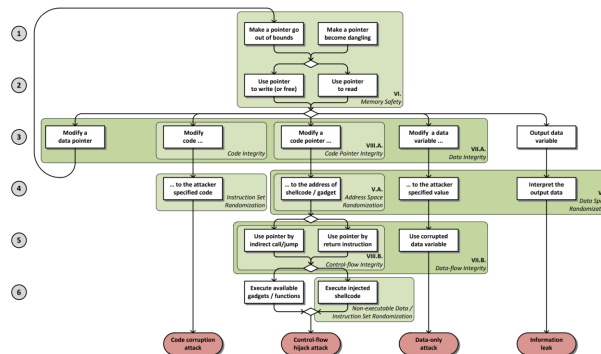 1
Make a pointer go
out of bounds
Make a pointer
become dangling
2
Use pointer
to write (or free)
Use pointer
to read
VI.
Memory Safety
3
Modify a
data pointer
Modify
code ...
Code Integrity
Modify a
code pointer ...
VIII.A.
Code Pointer Integrity
Modify a data
variable ...
VII.A.
Data Integrity
Output data
variable
4
... to the attacker
specified code
Instruction Set
Randomization
... to the address of
shellcode / gadget
V.A.
Address Space
Randomization
... to the attacker
specified value
Interpret the
output data
Data
Randomiza
5
Use pointer by
indirect call/jump
Use pointer by
return instruction
VIII.B.
Control-flow Integrity
Use corrupted
data variable
VII.B.
Data-flow Integrity
6
Execute available
gadgets / functions
Execute injected
shellcode
Non-executable Data /
Instruction Set Randomization
Code corruption
attack
Control-flow
hijack attack
Data-only
attack
Information
leak